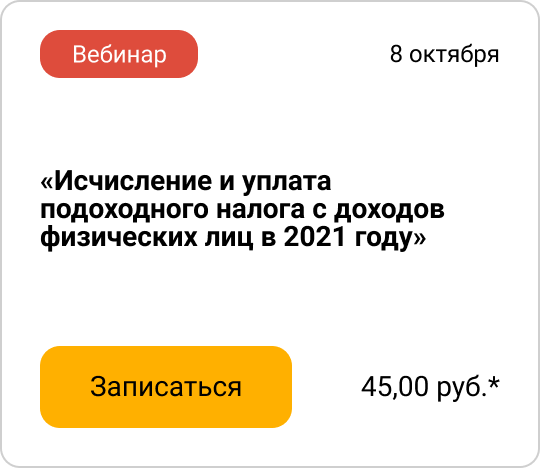 Вебинар
8 октября
«Исчисление и уплата
подоходного налога с доходов
физических лиц в 2021 году»
Записаться
45,00 руб.*